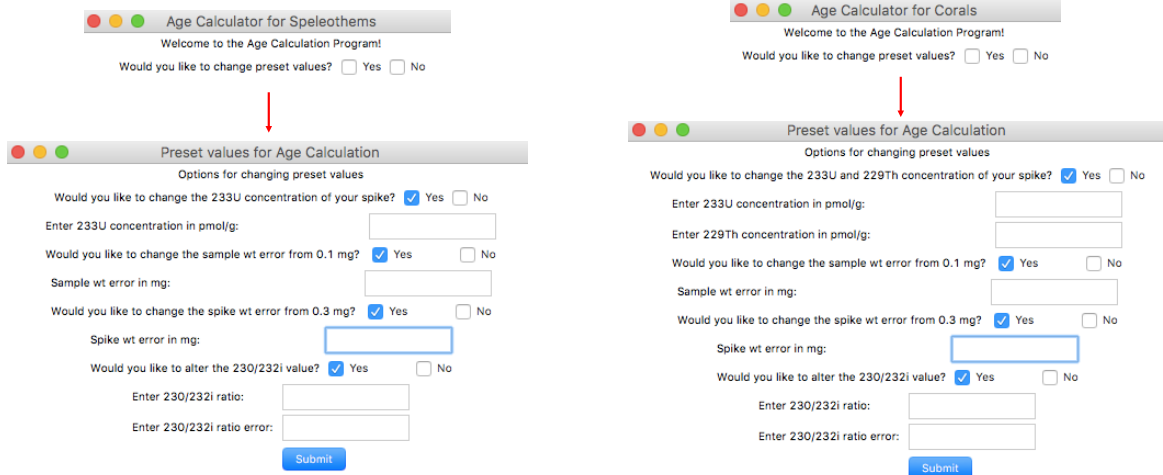 Age Calculator for Speleothems
Welcome to the Age Calculation Program!
Would you like to change preset values? Yes No
Preset values for Age Calculation
Options for changing preset values
Would you like to change the 233U concentration of your spike? Yes No
Enter 233U concentration in pmol/g:
Would you like to change the sample wt error from 0.1 mg? Yes No
Sample wt error in mg:
Would you like to change the spike wt error from 0.3 mg? Yes No
Spike wt error in mg:
Would you like to alter the 230/232i value? Yes No
Enter 230/232i ratio:
Enter 230/232i ratio error:
Submit
Age Calculator for Corals
Welcome to the Age Calculation Program!
Would you like to change preset values? Yes No
Preset values for Age Calculation
Options for changing preset values
Would you like to change the 233U and 229Th concentration of your spike? Yes No
Enter 233U concentration in pmol/g:
Enter 229Th concentration in pmol/g:
Would you like to change the sample wt error from 0.1 mg? Yes No
Sample wt error in mg:
Would you like to change the spike wt error from 0.3 mg? Yes No
Spike wt error in mg:
Would you like to alter the 230/232i value? Yes No
Enter 230/232i ratio:
Enter 230/232i ratio error:
Submit